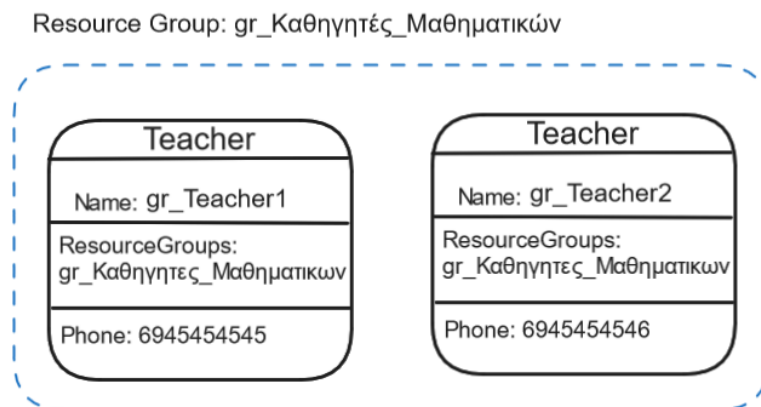 Resource Group: gr_Καθηγητές_Μαθηματικών
Teacher
Name: gr_Teacher1
ResourceGroups:
gr_Καθηγητες_Μαθηματικων
Phone: 6945454545
Teacher
Name: gr_Teacher2
ResourceGroups:
gr_Καθηγητες_Μαθηματικων
Phone: 6945454546